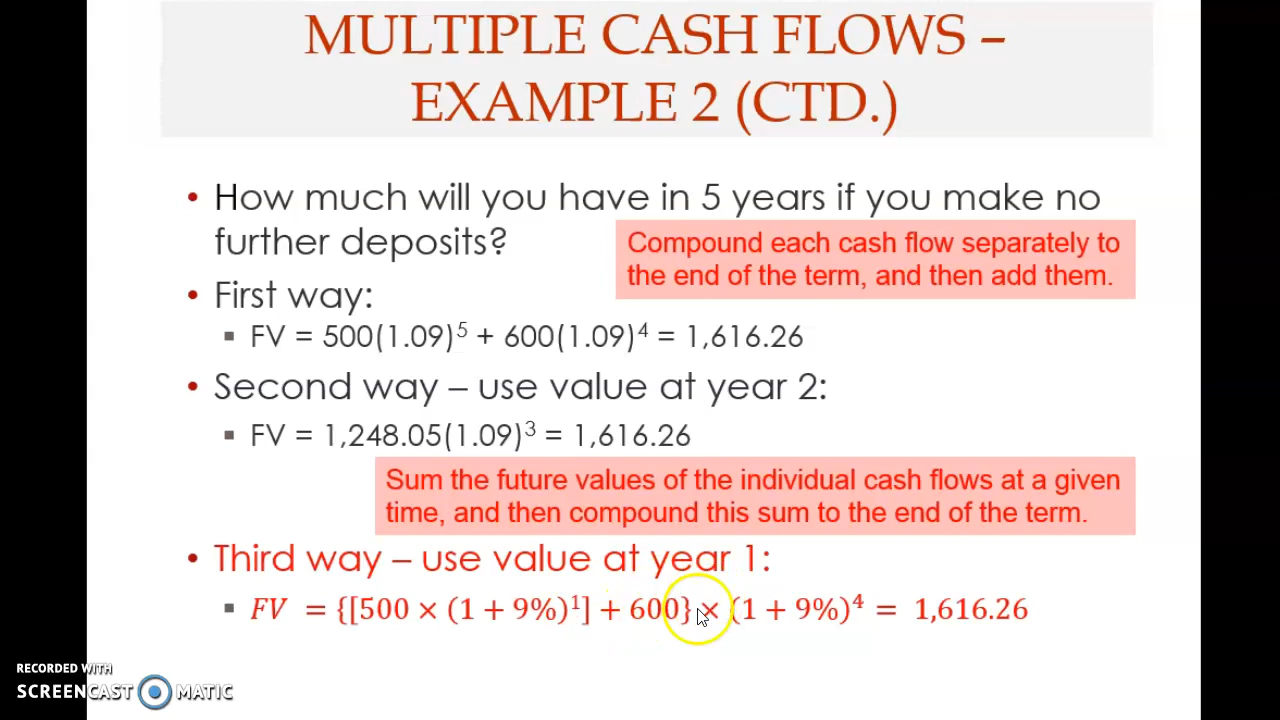 MULTIPLE CASH FLOWS –
EXAMPLE 2 (CTD.)
• How much will you have in 5 years if you make no
further deposits?
Compound each cash flow separately to
the end of the term, and then add them.
• First way:
▪ FV = 500(1.09)⁵ + 600(1.09)⁴ = 1,616.26
• Second way – use value at year 2:
▪ FV = 1,248.05(1.09)³ = 1,616.26
Sum the future values of the individual cash flows at a given
time, and then compound this sum to the end of the term.
• Third way – use value at year 1:
▪ FV = {[500 × (1 + 9%)¹] + 600} × (1 + 9%)⁴ = 1,616.26
RECORDED WITH
SCREENCAST MATIC